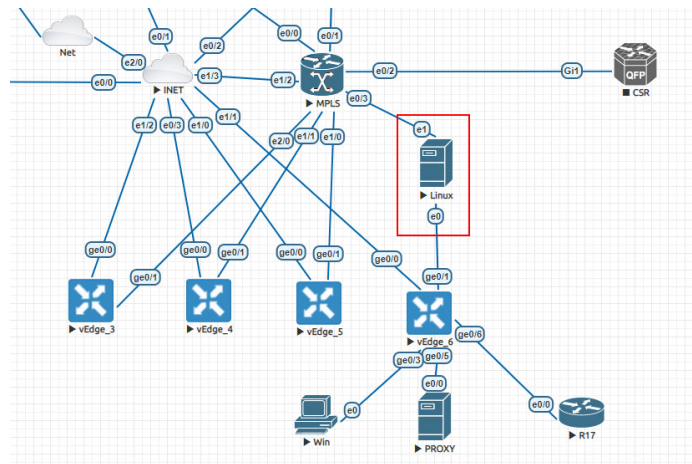 e0/1
e0/0
e0/1
Net
e2/0
e0/2
e0/0
e1/3
e1/2
INET
MPLS
e0/2
Gi1
QFP
CSR
e0/3
e1/2
e0/3
e1/0
e1/1
e2/0
e1/1
e1/0
e1
Linux
e0
ge0/0
ge0/1
ge0/0
ge0/1
ge0/0
ge0/1
ge0/0
ge0/1
vEdge_3
vEdge_4
vEdge_5
vEdge_6
ge0/6
ge0/3
ge0/5
e0/0
e0
e0/0
Win
PROXY
R17